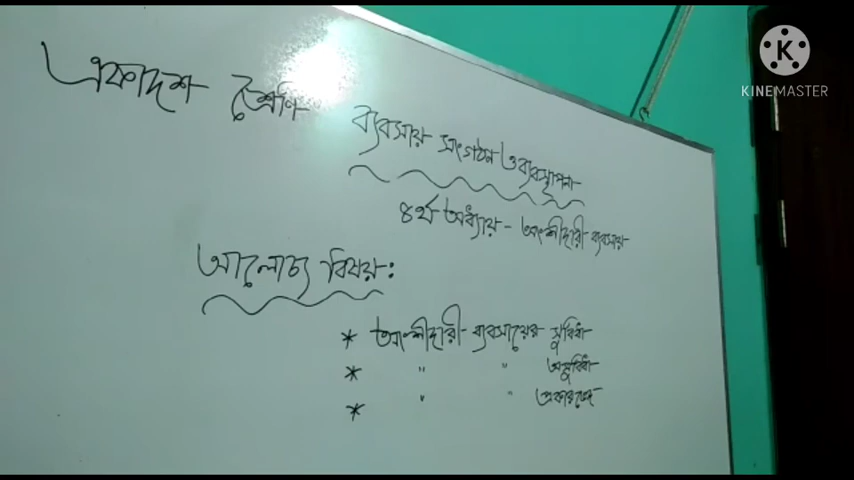 একাদশ শ্রেণি
ব্যবসায় সংগঠন ও ব্যবস্থাপনা
৪র্থ অধ্যায় - অংশীদারী ব্যবসায়
আলোচ্য বিষয়:
* অংশীদারী ব্যবসায়ের সুবিধা
* " " অসুবিধা
* " " প্রকারভেদ
K
KINEMASTER